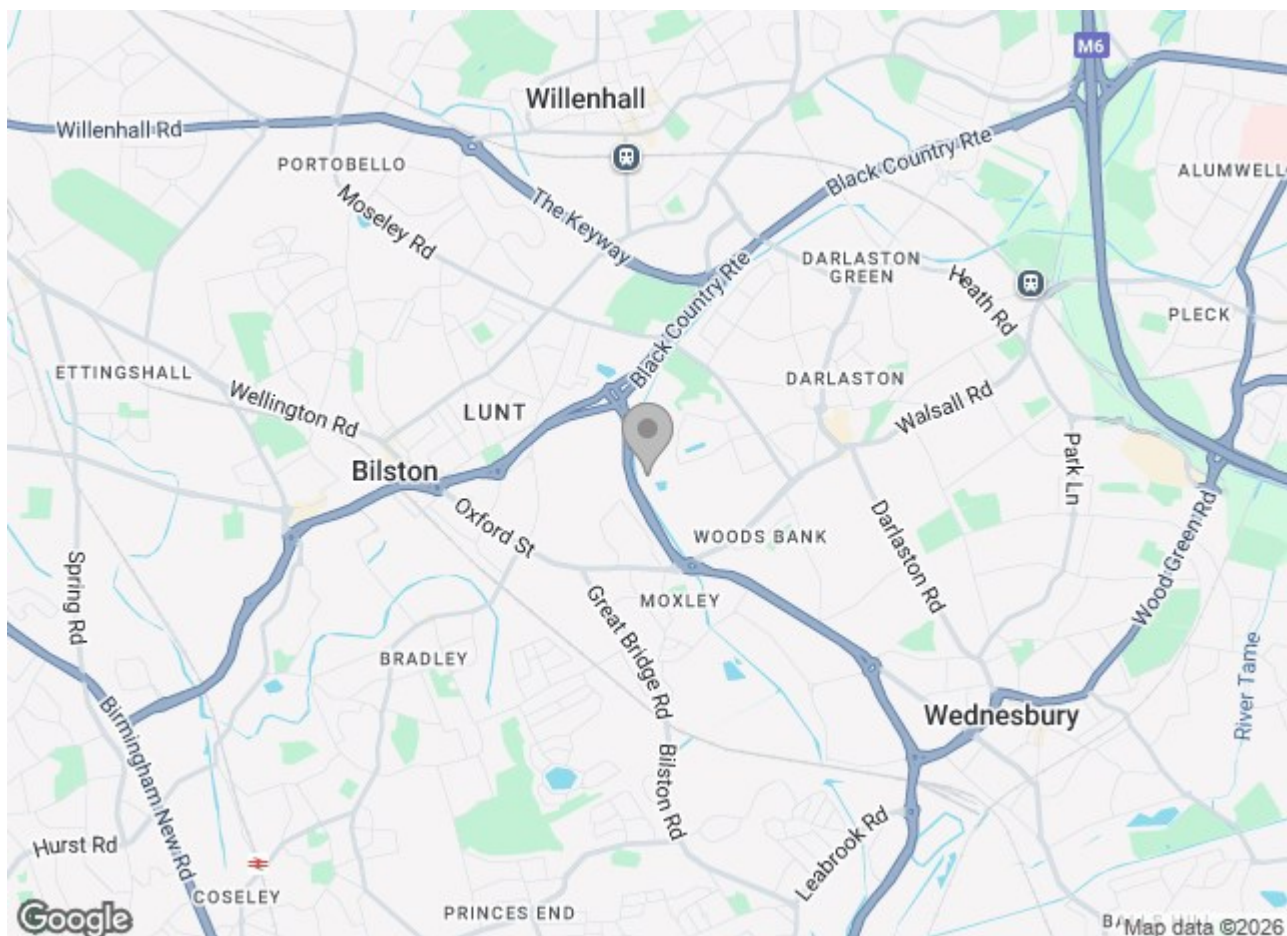 M6
Willenhall
Willenhall Rd
Black Country Rte
PORTOBELLO
ALUMWELL
Moseley Rd
The Keyway
DARLASTON
GREEN
Black Country Rte
Heath Rd
PLECK
ETTINGSHALL
DARLASTON
Wellington Rd
LUNT
Walsall Rd
Bilston
Park Ln
Oxford St
WOODS BANK
Darlaston Rd
Wood Green Rd
Spring Rd
MOXLEY
Great Bridge Rd
BRADLEY
River Tame
Wednesbury
Birmingham New Rd
Bilston Rd
Leabrook Rd
Hurst Rd
COSELEY
PRINCES END
Google
Map data ©2026